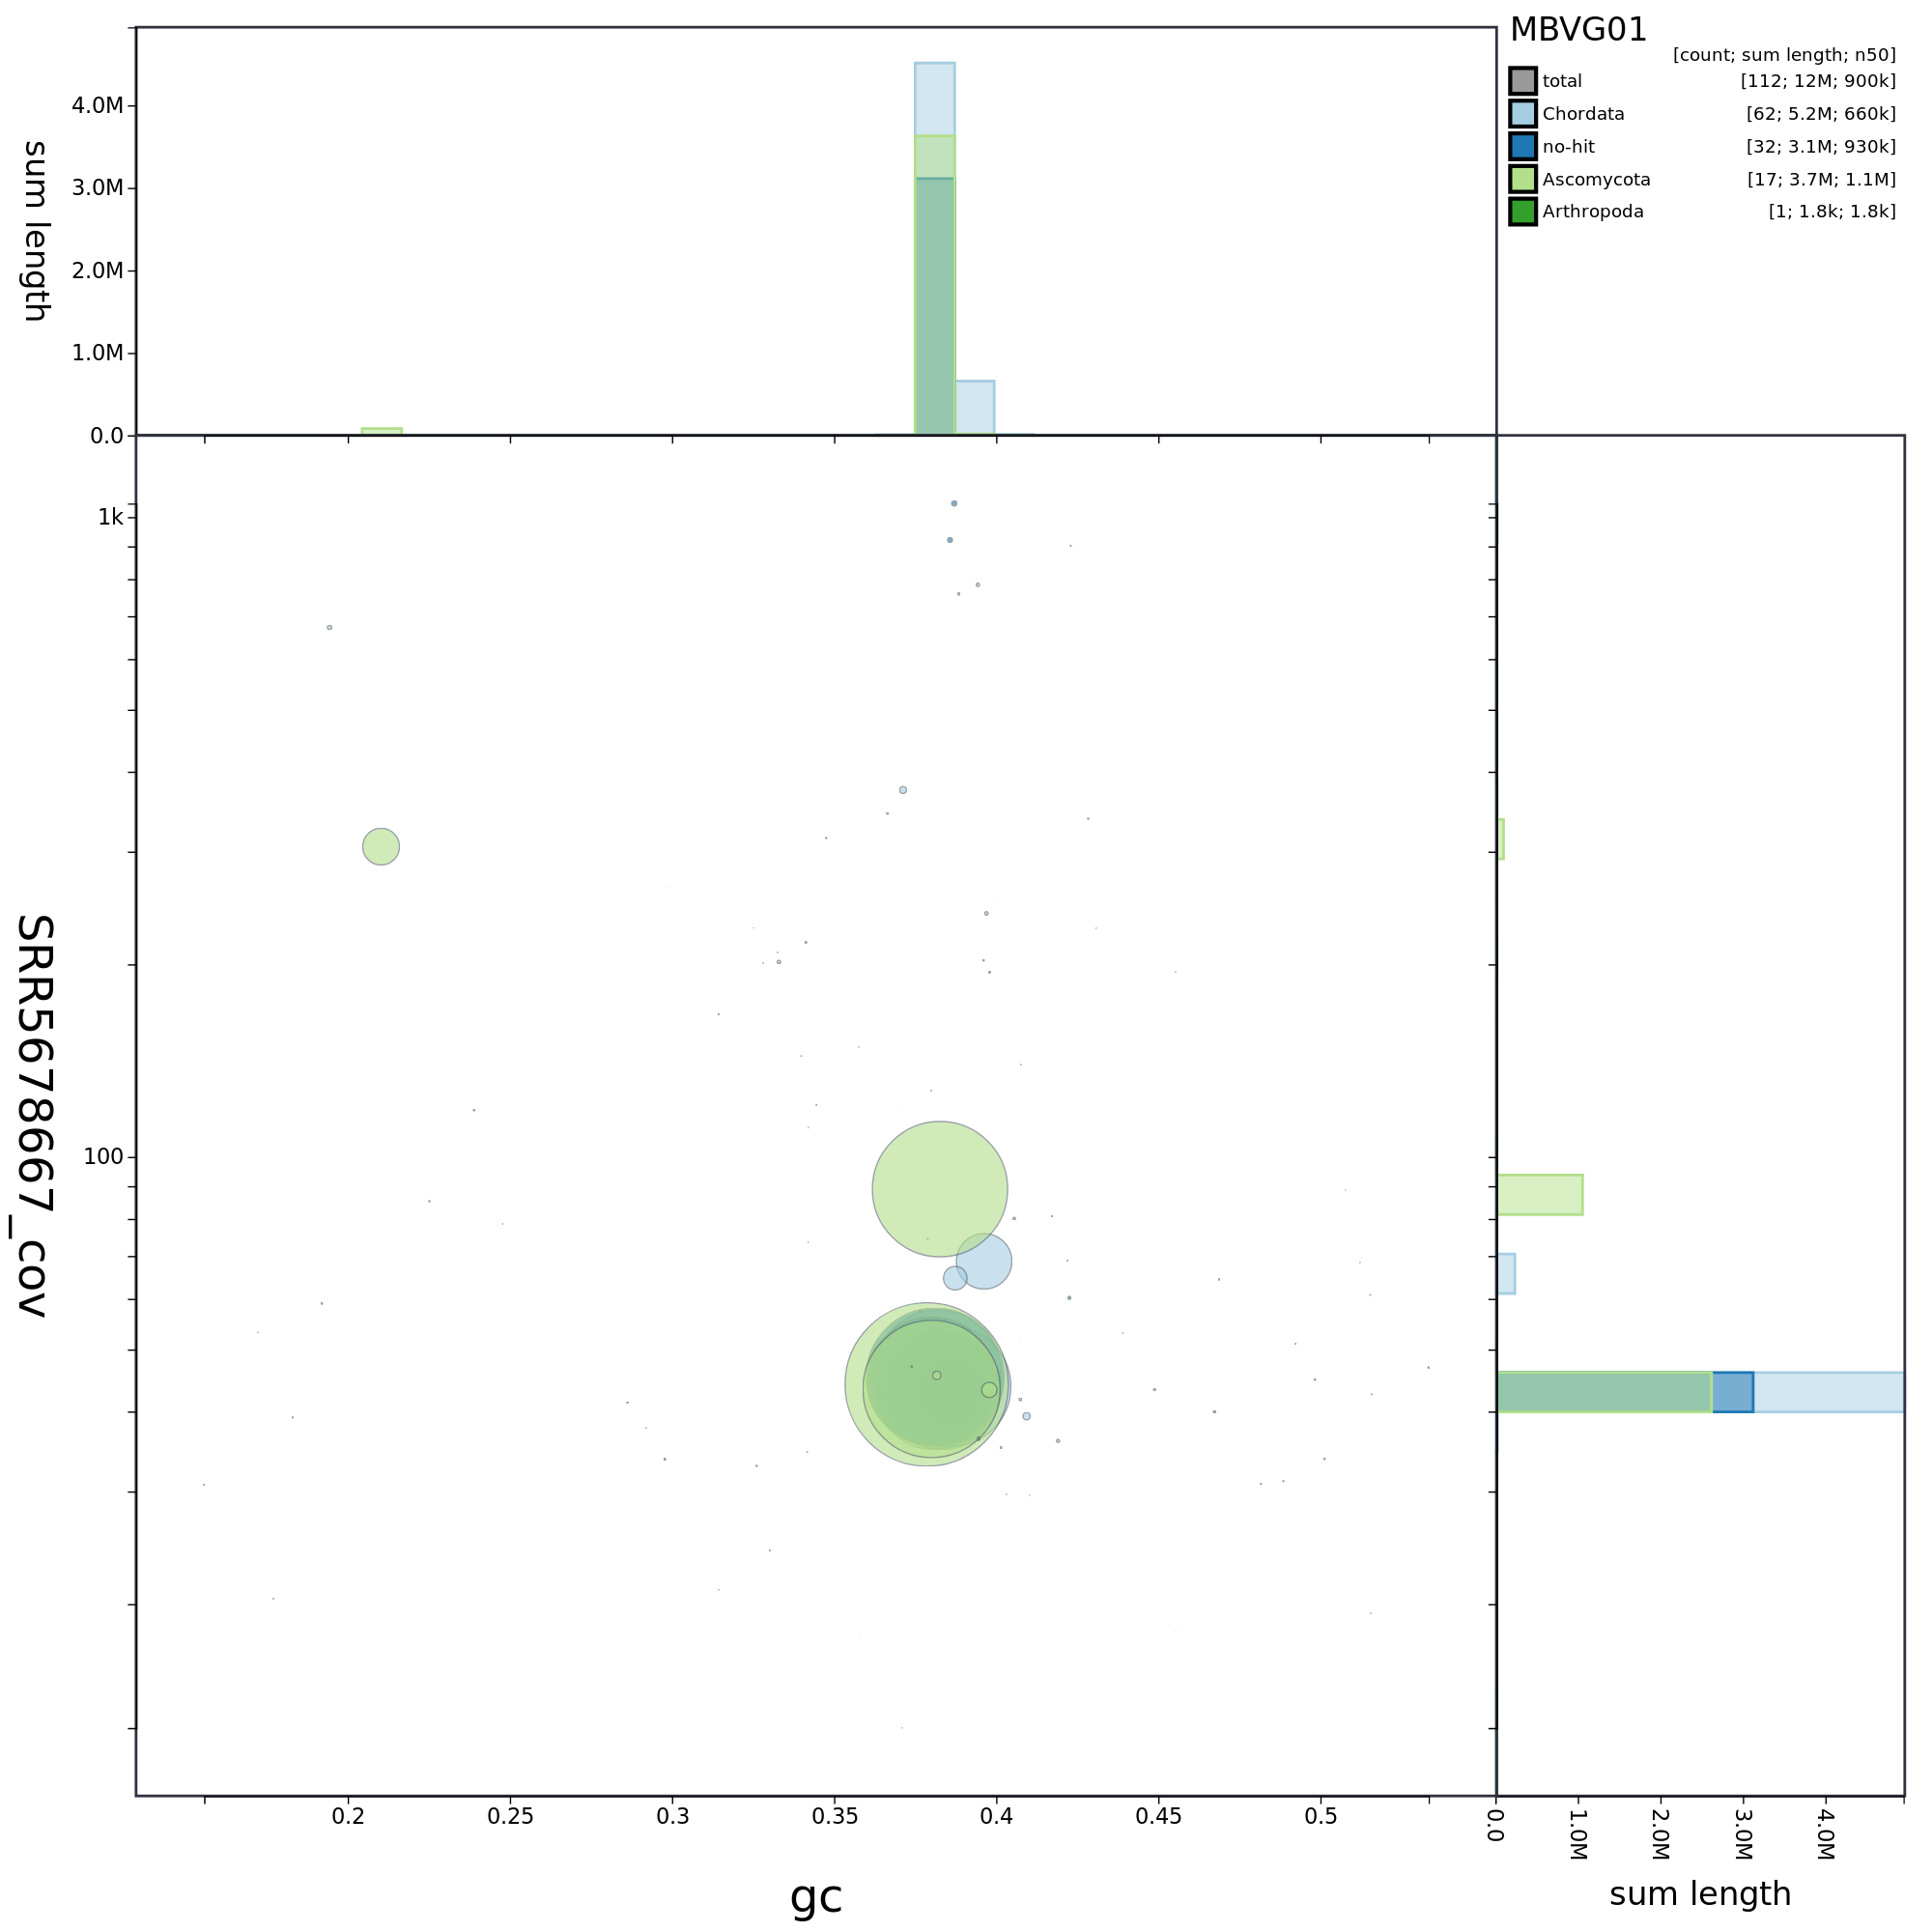 MBVG01
[count; sum length; n50]
total [112; 12M; 900k]
Chordata [62; 5.2M; 660k]
no-hit [32; 3.1M; 930k]
Ascomycota [17; 3.7M; 1.1M]
Arthropoda [1; 1.8k; 1.8k]
sum length
4.0M
3.0M
2.0M
1.0M
0.0
SRR5678667_cov
1k
100
0.2 0.25 0.3 0.35 0.4 0.45 0.5
gc
0.0 1.0M 2.0M 3.0M 4.0M
sum length